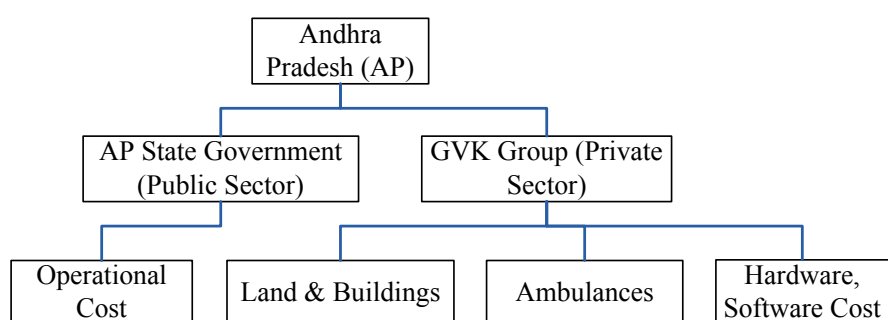 Andhra
Pradesh (AP)
AP State Government
(Public Sector)
GVK Group (Private
Sector)
Operational
Cost
Land & Buildings
Ambulances
Hardware,
Software Cost